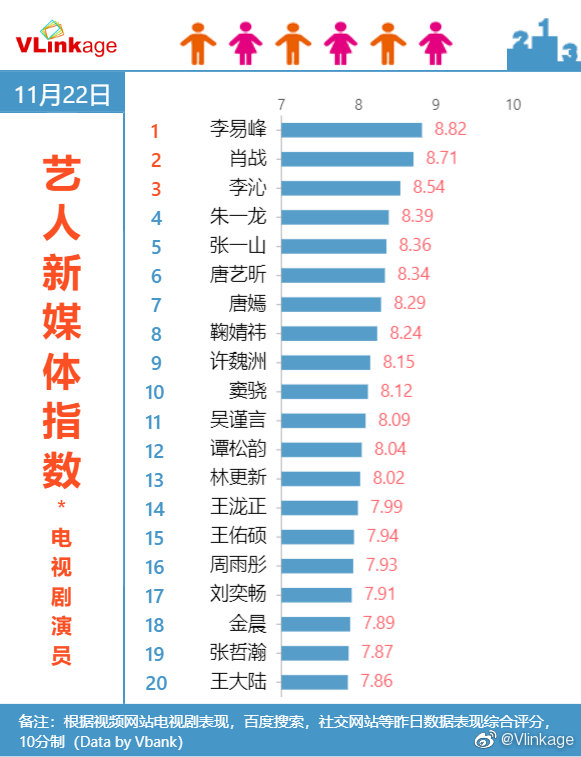 VLinkage
1
2
3
11月22日
艺人新媒体指数
*
电视剧演员
7 8 9 10
1 李易峰 8.82
2 肖战 8.71
3 李沁 8.54
4 朱一龙 8.39
5 张一山 8.36
6 唐艺昕 8.34
7 唐嫣 8.29
8 鞠婧祎 8.24
9 许魏洲 8.15
10 窦骁 8.12
11 吴谨言 8.09
12 谭松韵 8.04
13 林更新 8.02
14 王泷正 7.99
15 王佑硕 7.94
16 周雨彤 7.93
17 刘奕畅 7.91
18 金晨 7.89
19 张哲瀚 7.87
20 王大陆 7.86
备注：根据视频网站电视剧表现，百度搜索，社交网站等昨日数据表现综合评分，
10分制（Data by Vbank）
@Vlinkage